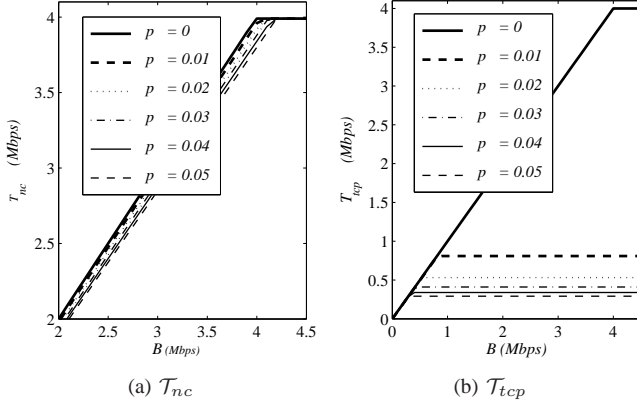 4
3.5
3
2.5
2
T_nc (Mbps)
p = 0
p = 0.01
p = 0.02
p = 0.03
p = 0.04
p = 0.05
2 2.5 3 3.5 4 4.5
B (Mbps)
(a) T_nc
4
3.5
3
2.5
2
1.5
1
0.5
0
T_tcp (Mbps)
p = 0
p = 0.01
p = 0.02
p = 0.03
p = 0.04
p = 0.05
0 1 2 3 4
B (Mbps)
(b) T_tcp